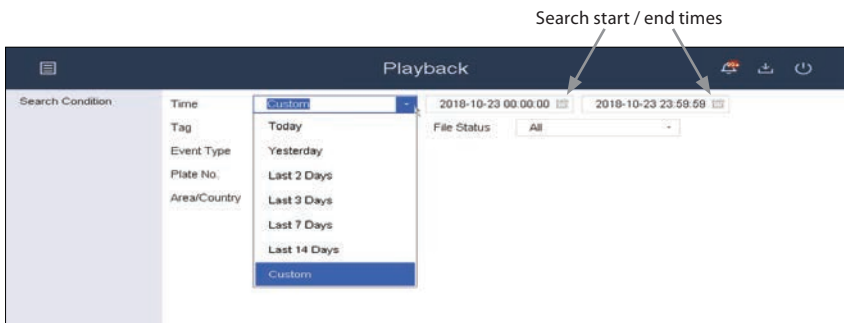 Search start / end times
Playback
99+
Search Condition
Time Custom 2018-10-23 00:00:00 2018-10-23 23:59:59
Tag Today File Status All
Event Type Yesterday
Plate No. Last 2 Days
Area/Country Last 3 Days
Last 7 Days
Last 14 Days
Custom